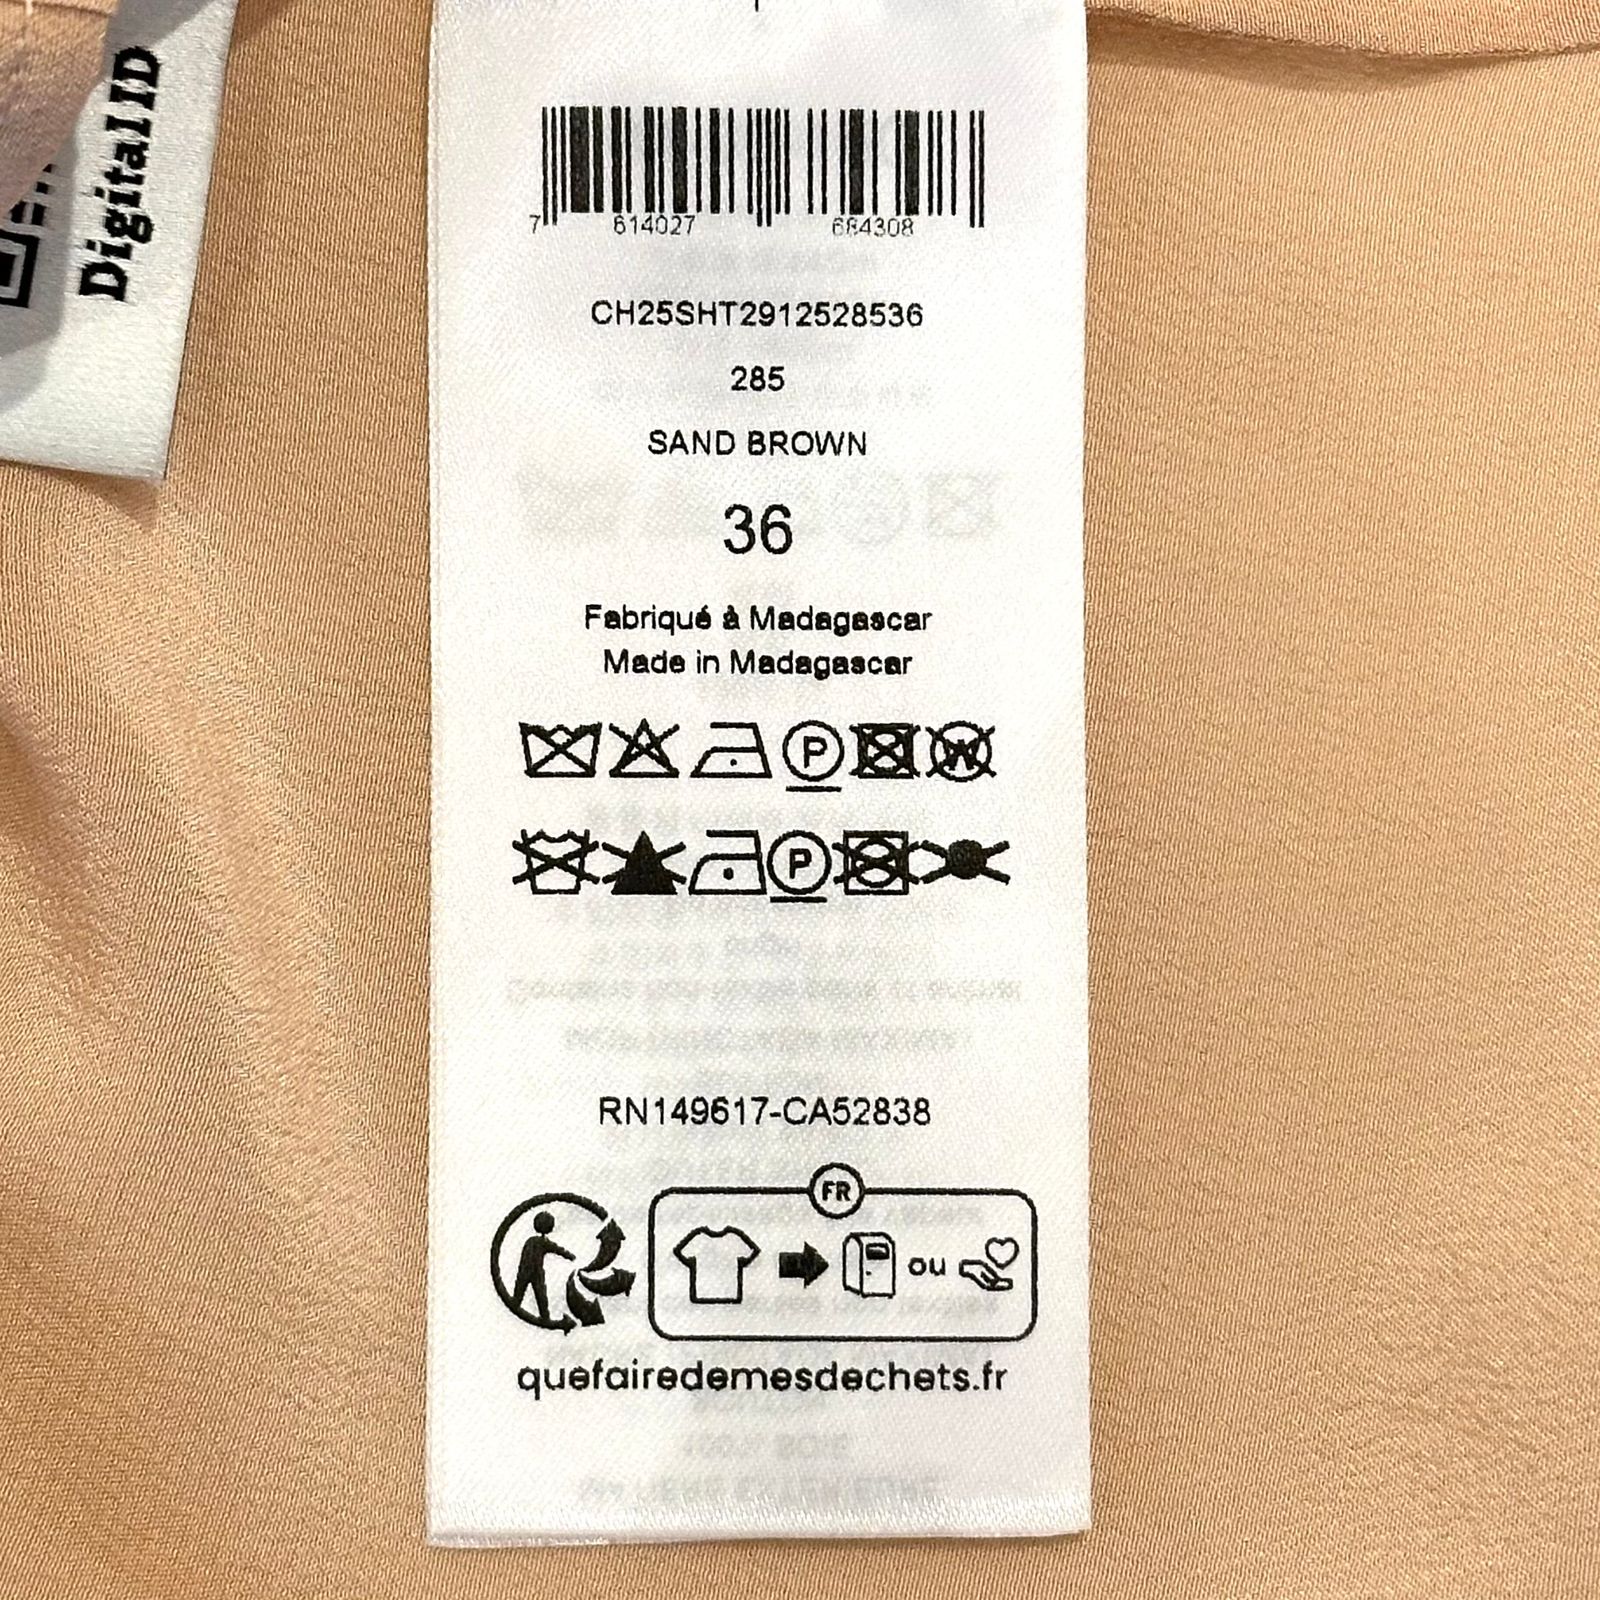 Digital ID
7 614027 684308
CH25SHT2912528536
285
SAND BROWN
36
Fabriqué à Madagascar
Made in Madagascar
P W
P
RN149617-CA52838
FR
ou
quefairedemesdechets.fr